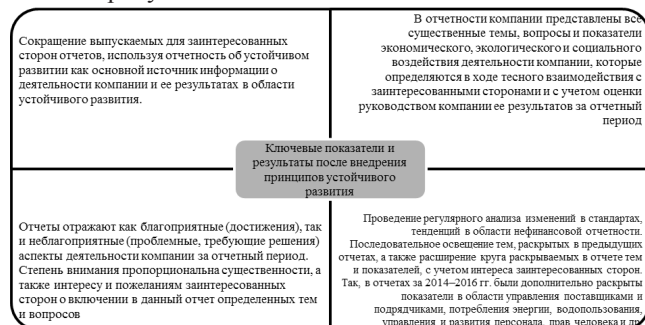 Сокращение выпускаемых для заинтересованных
сторон отчетов, используя отчетность об устойчивом
развитии как основной источник информации о
деятельности компании и ее результатах в области
устойчивого развития.
В отчетности компании представлены все
существенные темы, вопросы и показатели
экономического, экологического и социального
воздействия деятельности компании, которые
определяются в ходе тесного взаимодействия с
заинтересованными сторонами и с учетом оценки
руководством компании ее результатов за отчетный
период
Ключевые показатели и
результаты после внедрения
принципов устойчивого
развития
Отчеты отражают как благоприятные (достижения), так
и неблагоприятные (проблемные, требующие решения)
аспекты деятельности компании за отчетный период.
Степень внимания пропорциональна существенности, а
также интересу и пожеланиям заинтересованных
сторон о включении в данный отчет определенных тем
и вопросов
Проведение регулярного анализа изменений в стандартах,
тенденций в области нефинансовой отчетности.
Последовательное освещение тем, раскрытых в предыдущих
отчетах, а также расширение круга раскрываемых в отчете тем
и показателей, с учетом интереса заинтересованных сторон.
Так, в отчетах за 2014–2016 гг. были дополнительно раскрыты
показатели в области управления поставщиками и
подрядчиками, потребления энергии, водопользования,
управления и развития персонала, прав человека и др.